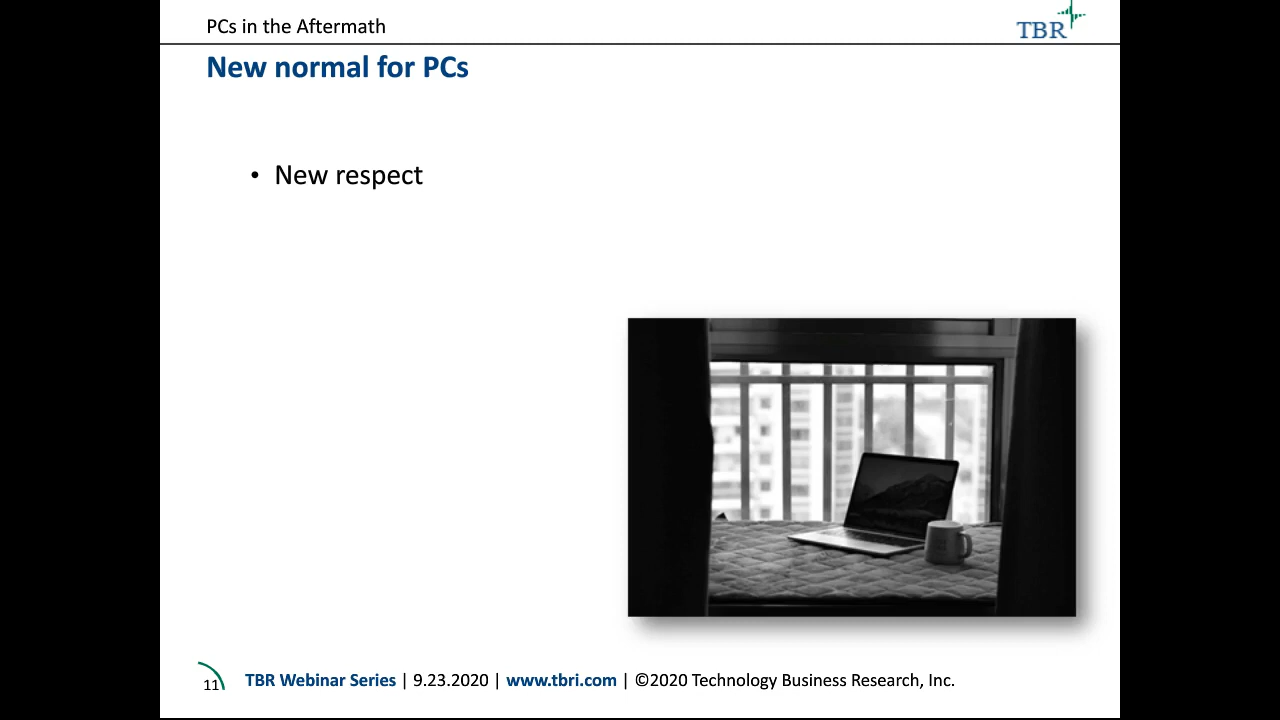 PCs in the Aftermath
TBR
New normal for PCs
• New respect
11
TBR Webinar Series | 9.23.2020 | www.tbri.com | ©2020 Technology Business Research, Inc.